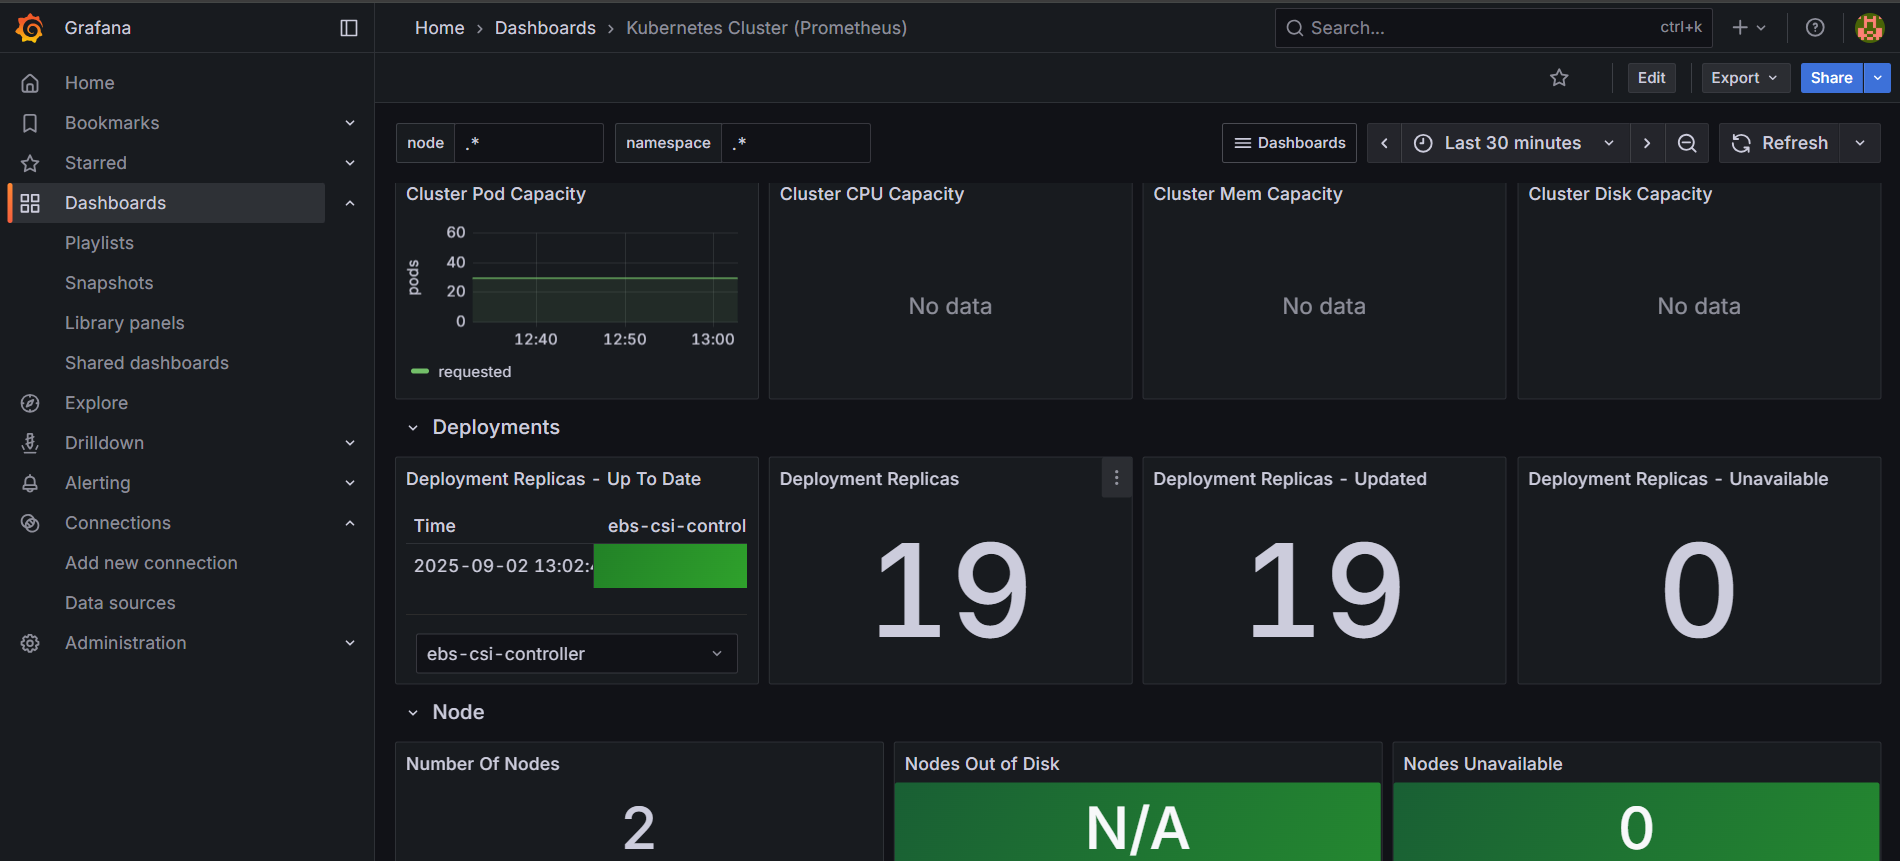 Grafana
Home › Dashboards › Kubernetes Cluster (Prometheus)
Search...
ctrl+k
Home
Bookmarks
Starred
Dashboards
Playlists
Snapshots
Library panels
Shared dashboards
Explore
Drilldown
Alerting
Connections
Add new connection
Data sources
Administration
Edit
Export
Share
node
.*
namespace
.*
Dashboards
Last 30 minutes
Refresh
Cluster Pod Capacity
pods
60
40
20
0
12:40 12:50 13:00
requested
Cluster CPU Capacity
No data
Cluster Mem Capacity
No data
Cluster Disk Capacity
No data
Deployments
Deployment Replicas - Up To Date
Time ebs-csi-control
2025-09-02 13:02:
ebs-csi-controller
Deployment Replicas
19
Deployment Replicas - Updated
19
Deployment Replicas - Unavailable
0
Node
Number Of Nodes
2
Nodes Out of Disk
N/A
Nodes Unavailable
0